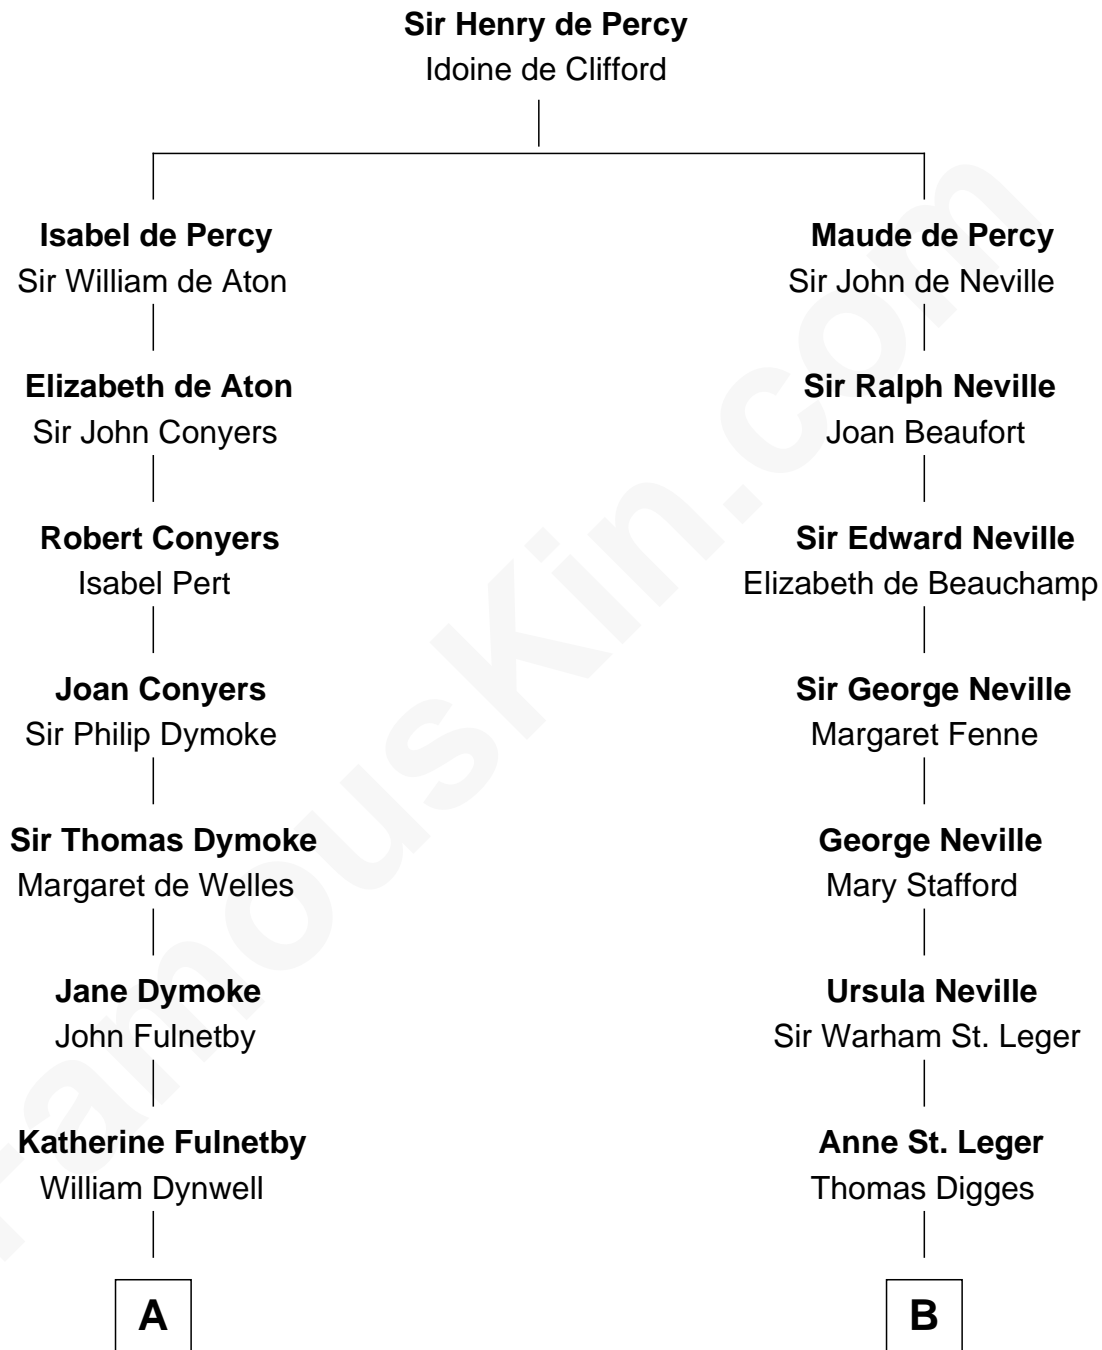 Sir Henry de Percy
Idoine de Clifford
Isabel de Percy
Sir William de Aton
Maude de Percy
Sir John de Neville
Elizabeth de Aton
Sir John Conyers
Sir Ralph Neville
Joan Beaufort
Robert Conyers
Isabel Pert
Sir Edward Neville
Elizabeth de Beauchamp
Joan Conyers
Sir Philip Dymoke
Sir George Neville
Margaret Fenne
Sir Thomas Dymoke
Margaret de Welles
George Neville
Mary Stafford
Jane Dymoke
John Fulnetby
Ursula Neville
Sir Warham St. Leger
Katherine Fulnetby
William Dynwell
Anne St. Leger
Thomas Digges
A
B
FamousKin.com